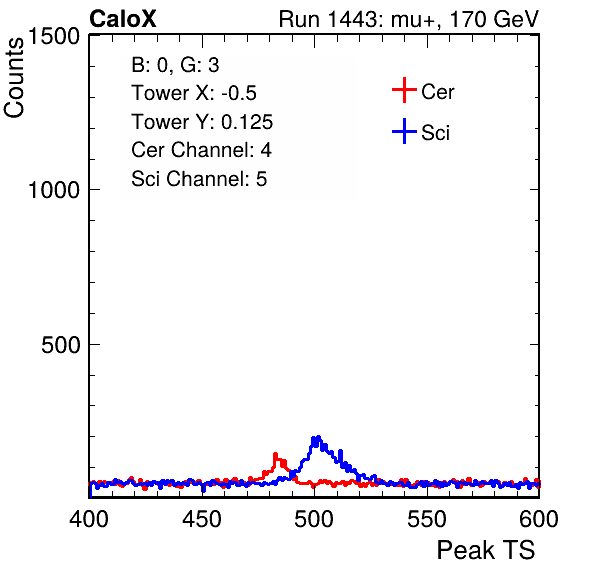 CaloX Run 1443: mu+, 170 GeV
1500
Counts
B: 0, G: 3
Tower X: -0.5
Tower Y: 0.125
Cer Channel: 4
Sci Channel: 5
Cer
Sci
1000
500
400 450 500 550 600
Peak TS